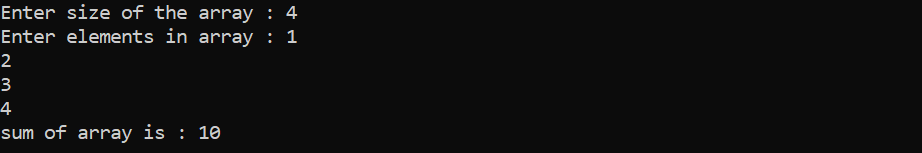 Enter size of the array : 4
Enter elements in array : 1
2
3
4
sum of array is : 10